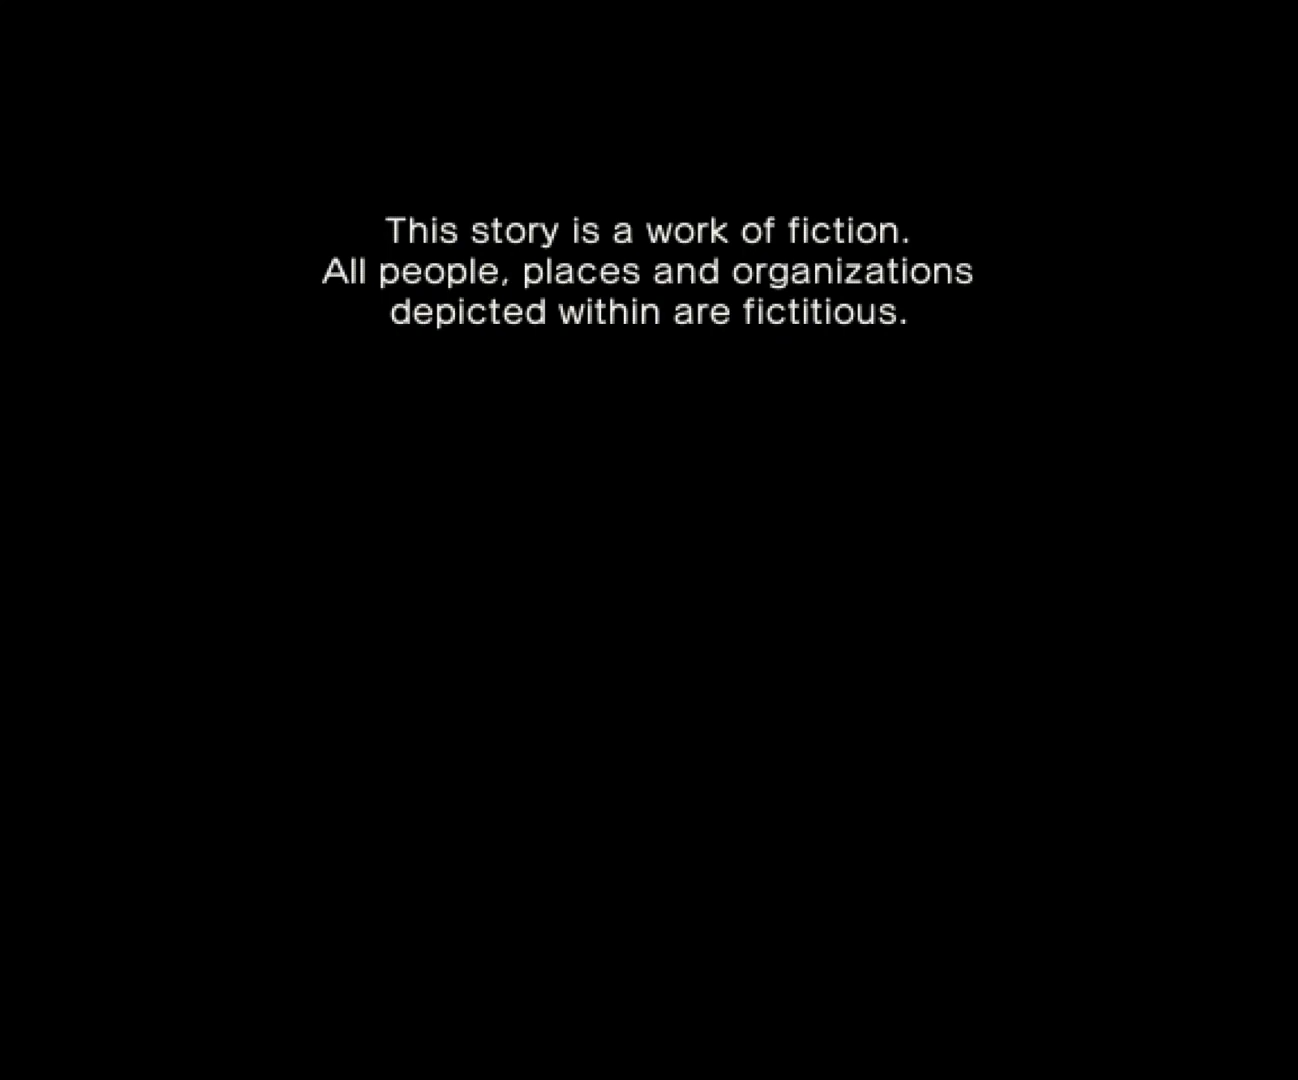 This story is a work of fiction.
All people, places and organizations
depicted within are fictitious.